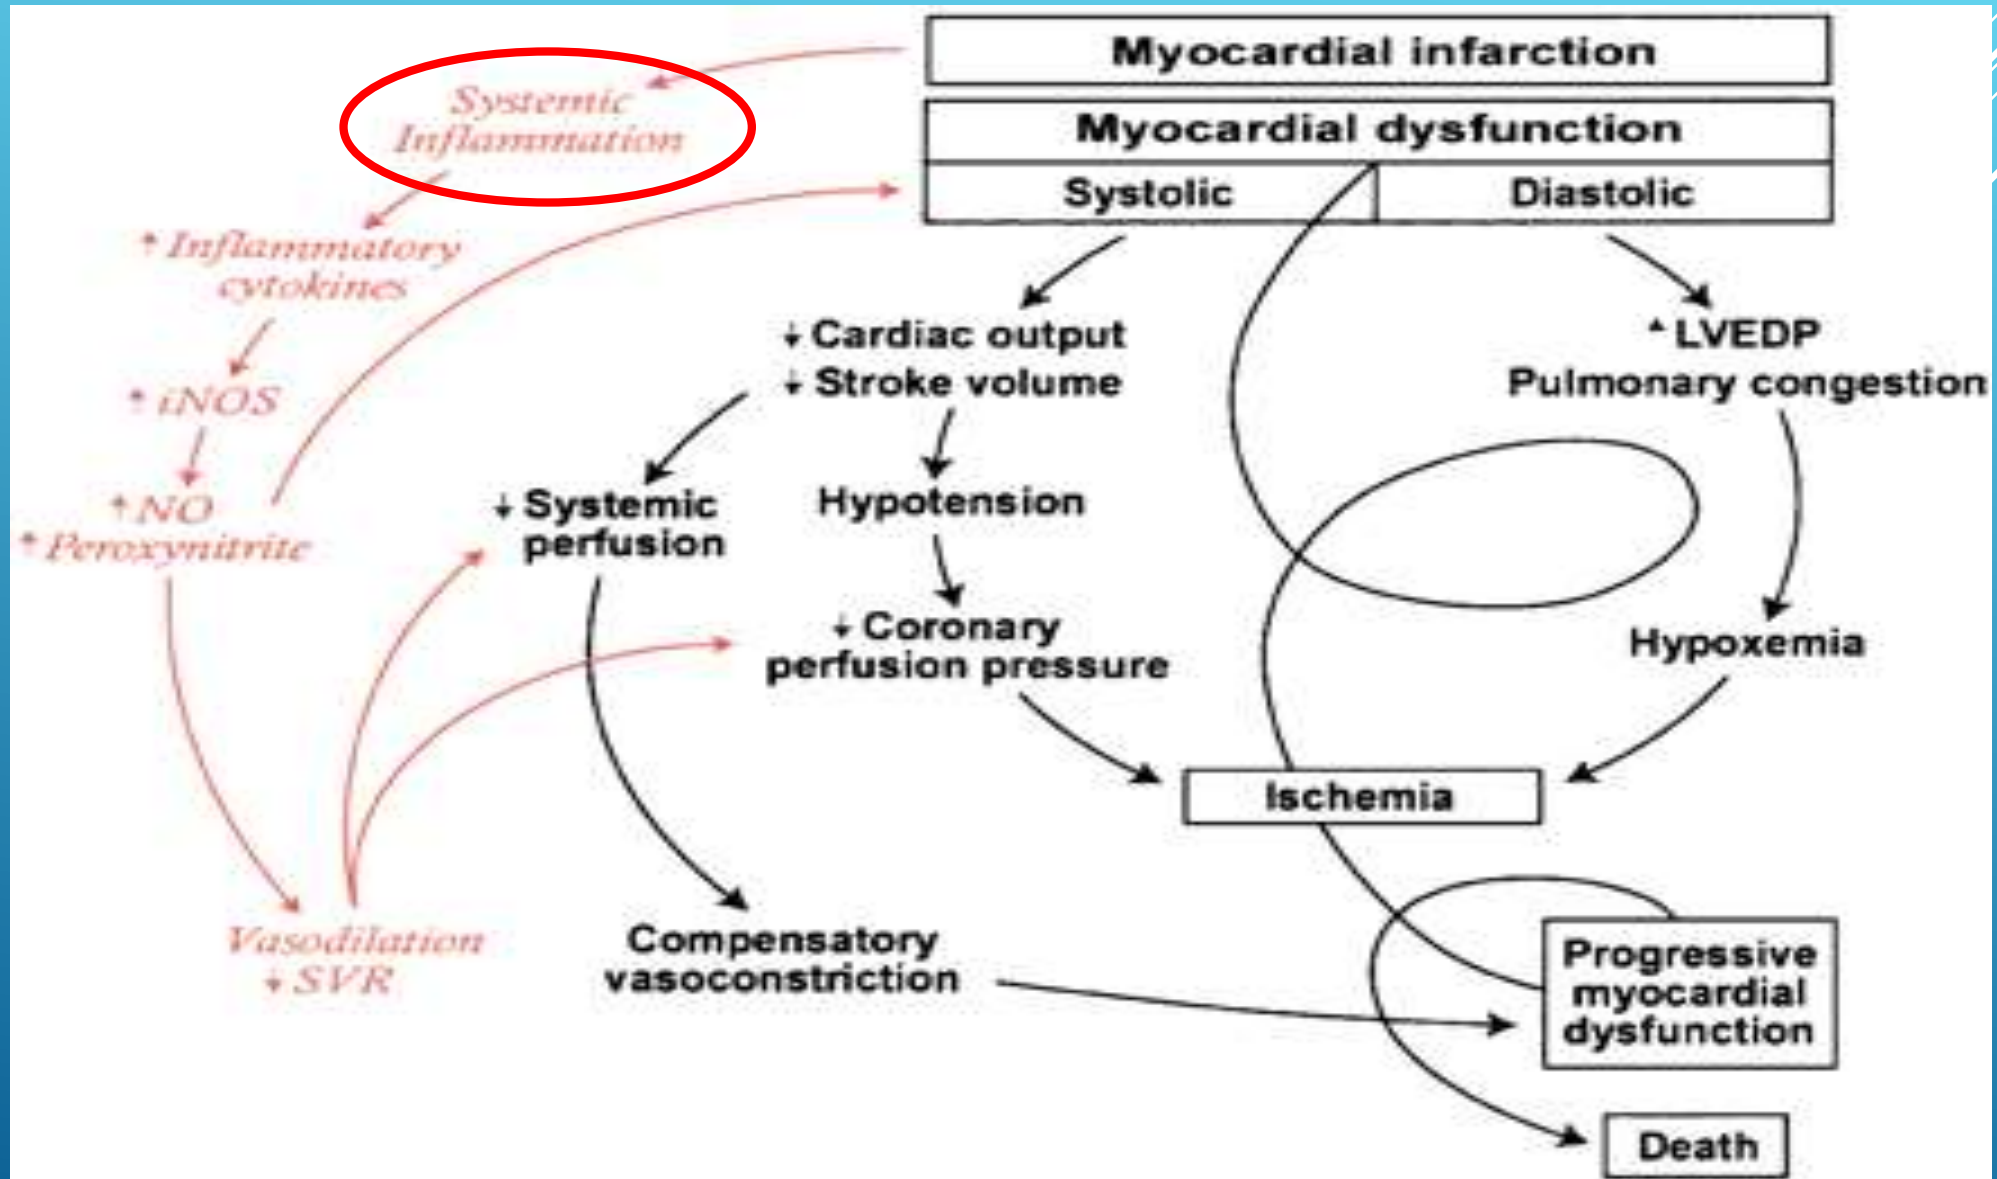 Myocardial infarction
Systemic
Inflammation
Myocardial dysfunction
Systolic
Diastolic
↑ Inflammatory
cytokines
↓ Cardiac output
↓ Stroke volume
▲ LVEDP
Pulmonary congestion
↑ iNOS
↑ NO
↑ Peroxynitrite
↓ Systemic
perfusion
Hypotension
↓ Coronary
perfusion pressure
Hypoxemia
Ischemia
Vasodilation
↓ SVR
Compensatory
vasoconstriction
Progressive
myocardial
dysfunction
Death